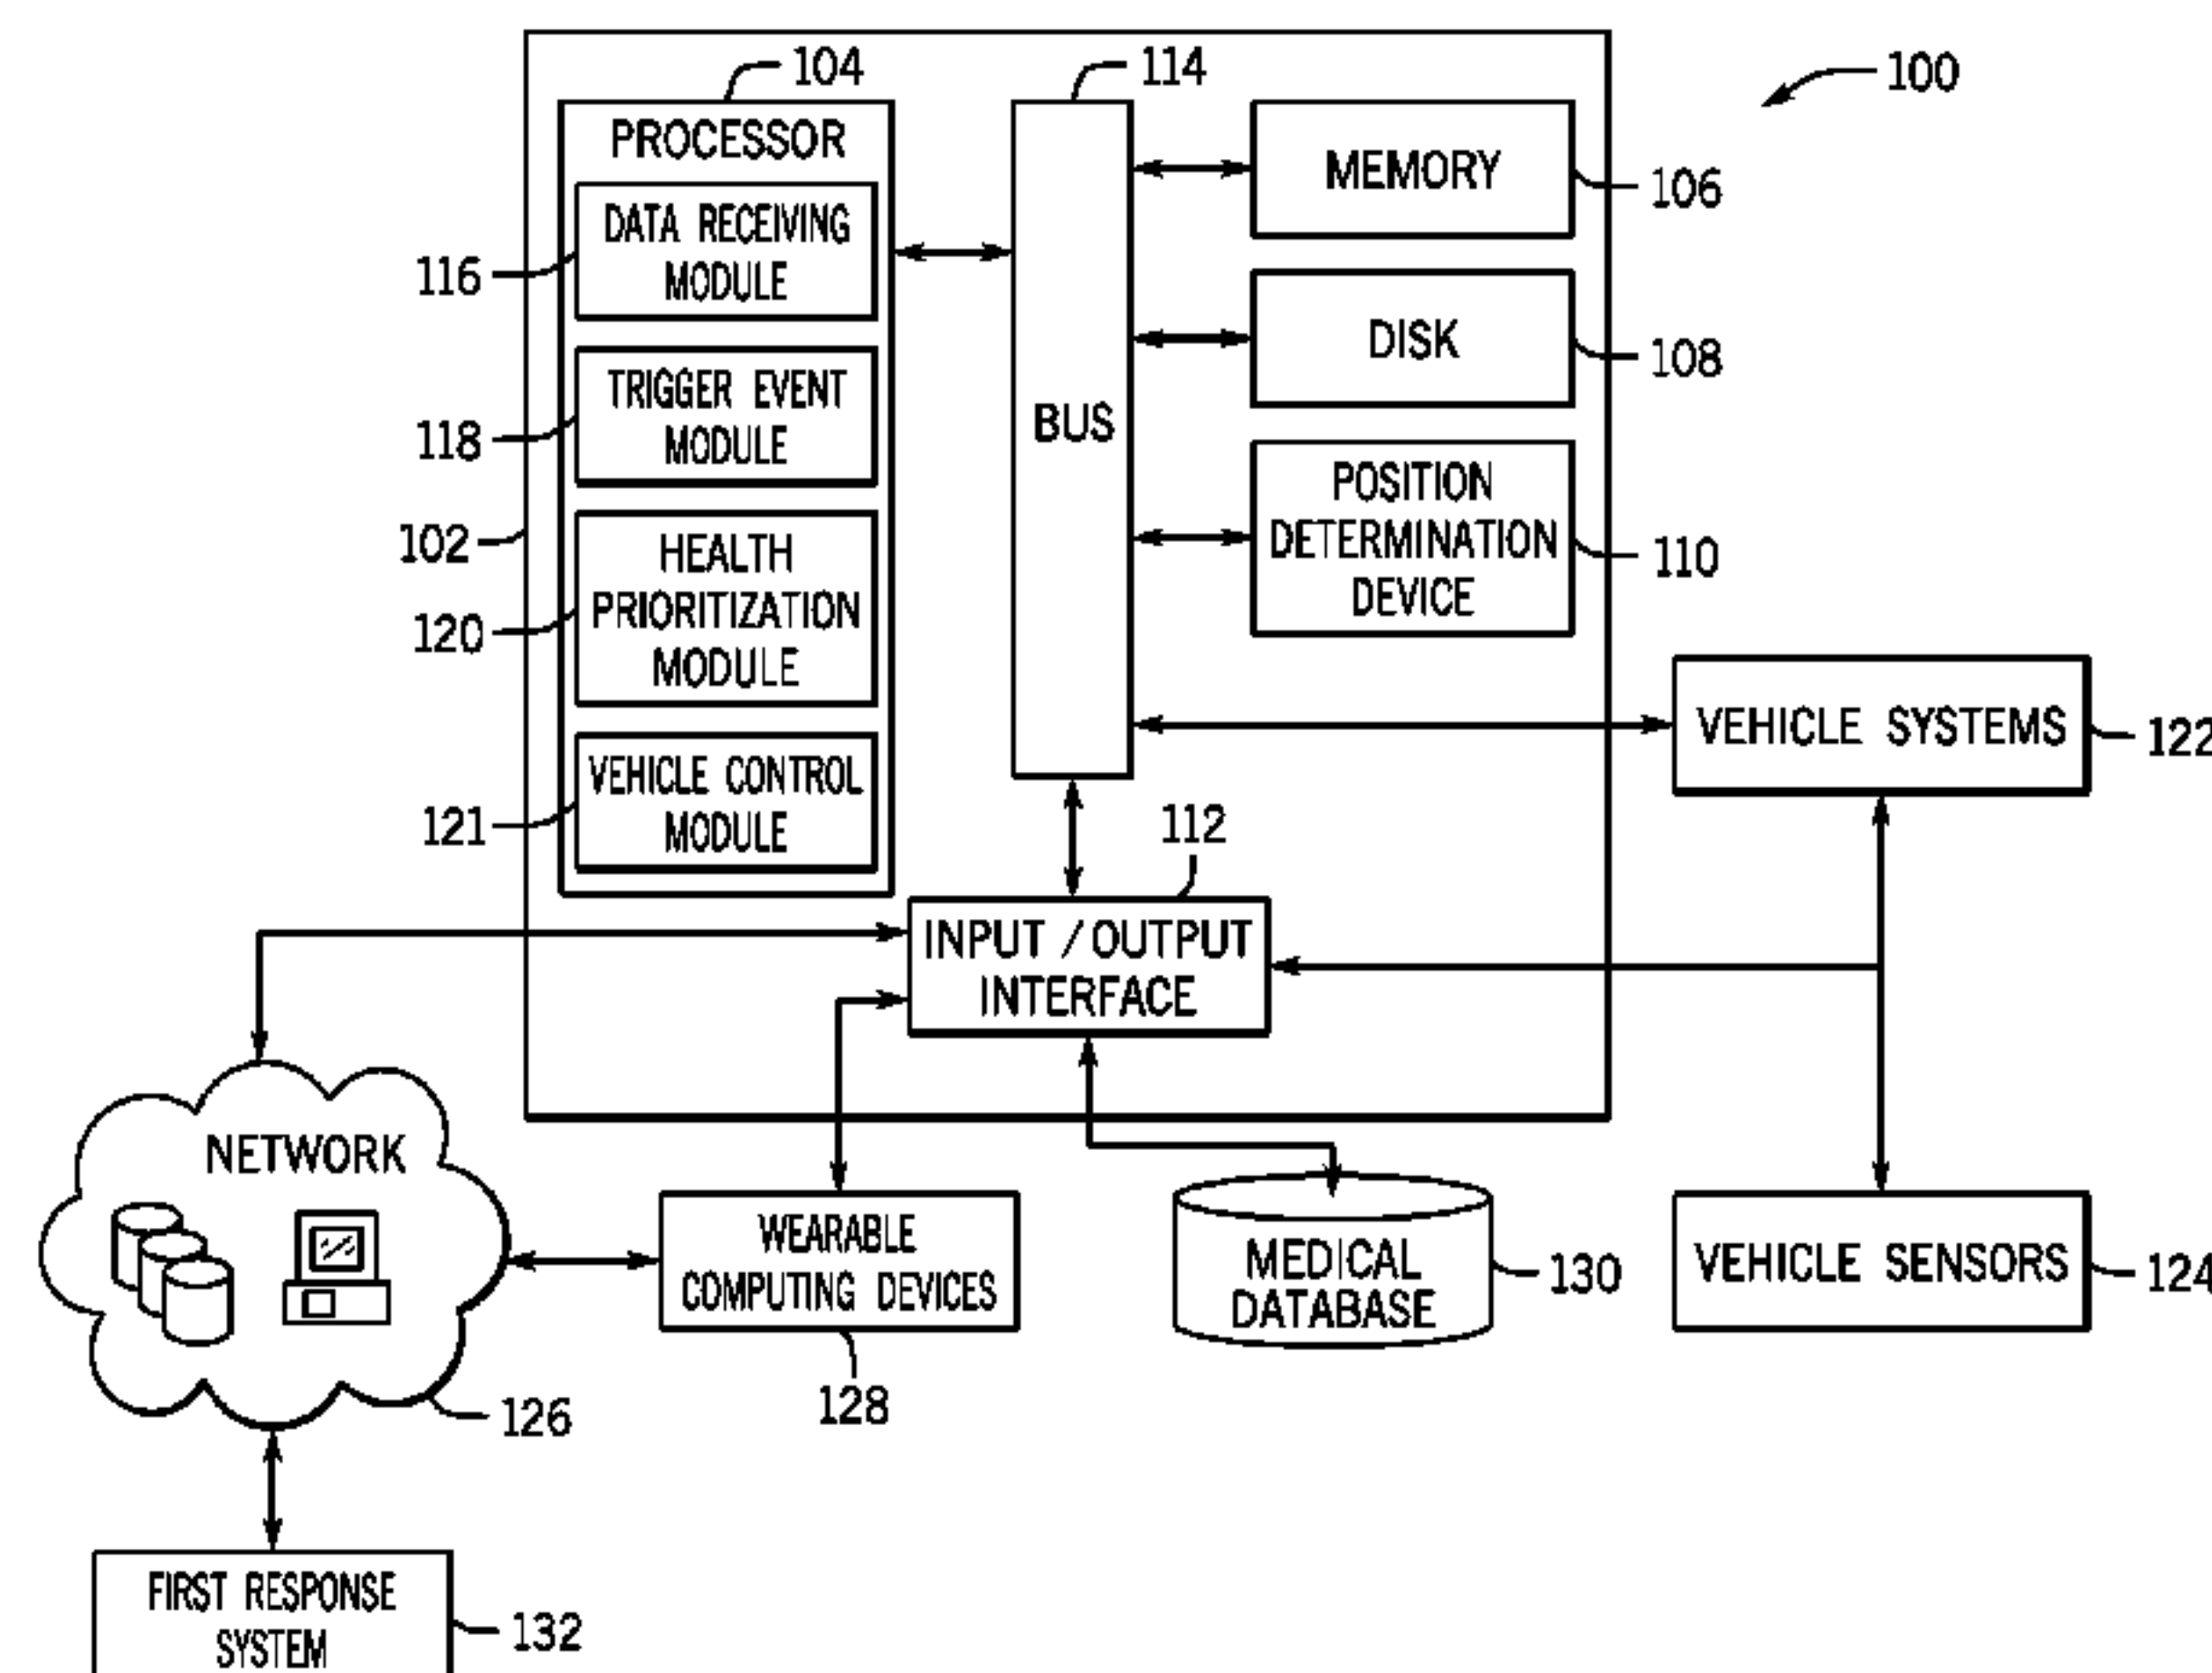 104
114
100
PROCESSOR
MEMORY
106
DATA RECEIVING
MODULE
116
TRIGGER EVENT
MODULE
118
BUS
DISK
108
POSITION
DETERMINATION
DEVICE
110
102
HEALTH
PRIORITIZATION
MODULE
120
VEHICLE SYSTEMS
122
VEHICLE CONTROL
MODULE
121
112
INPUT / OUTPUT
INTERFACE
NETWORK
126
WEARABLE
COMPUTING DEVICES
128
MEDICAL
DATABASE
130
VEHICLE SENSORS
124
FIRST RESPONSE
SYSTEM
132